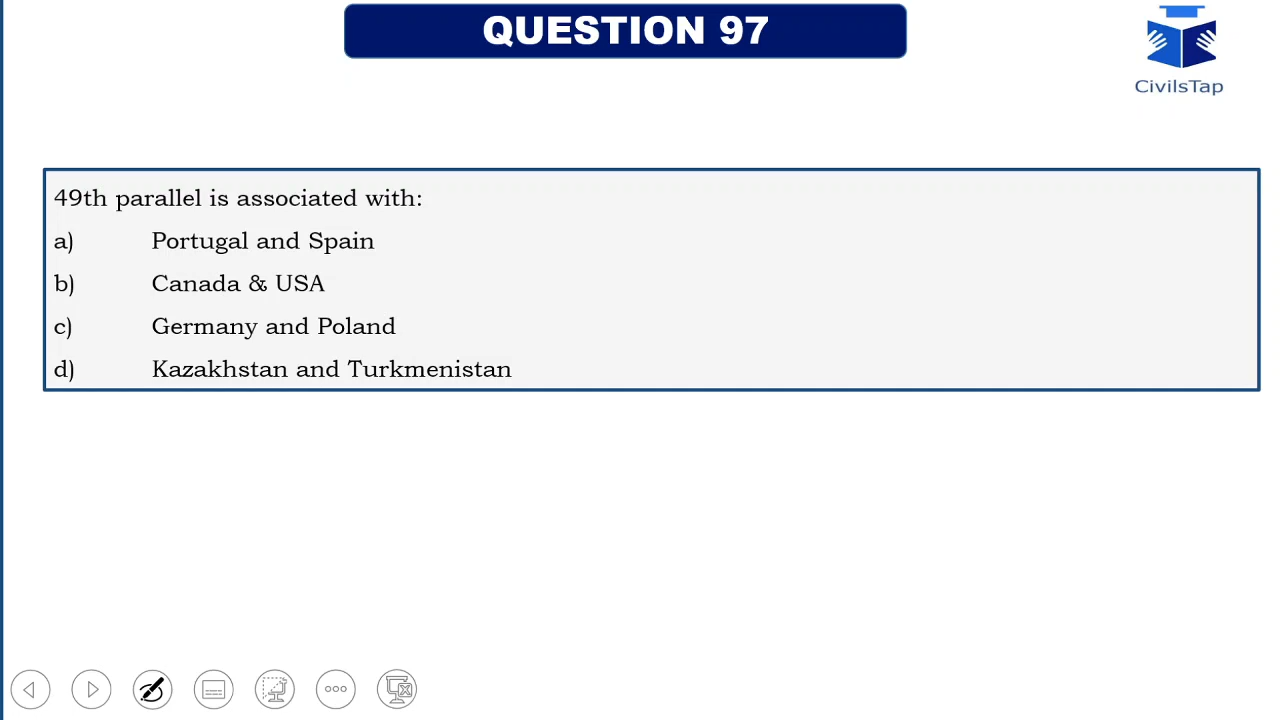 QUESTION 97
CivilsTap
49th parallel is associated with:
a) Portugal and Spain
b) Canada & USA
c) Germany and Poland
d) Kazakhstan and Turkmenistan